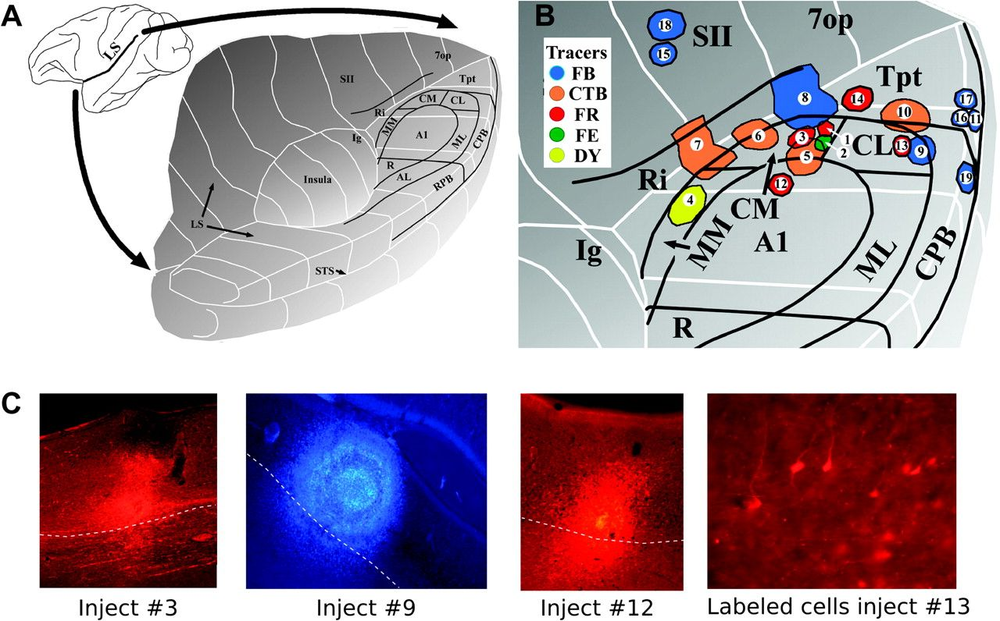 A
LS
7op
SII
Tpt
CM
CL
Ri
MM
Ig
A1
ML
CPB
R
AL
RPB
Insula
LS
STS
B
18
SII
15
7op
Tracers
FB
CTB
FR
FE
DY
Tpt
8
14
10
17
16
11
7
6
3
1
2
CL
13
9
5
19
Ri
12
4
CM
MM
A1
Ig
ML
CPB
R
C
Inject #3
Inject #9
Inject #12
Labeled cells inject #13